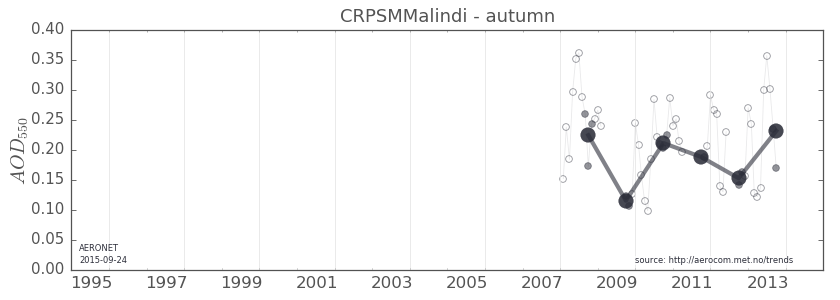 CRPSMMalindi - autumn
0.40
0.35
0.30
0.25
0.20
0.15
0.10
0.05
0.00
AOD550
AERONET
2015-09-24
source: http://aerocom.met.no/trends
1995 1997 1999 2001 2003 2005 2007 2009 2011 2013